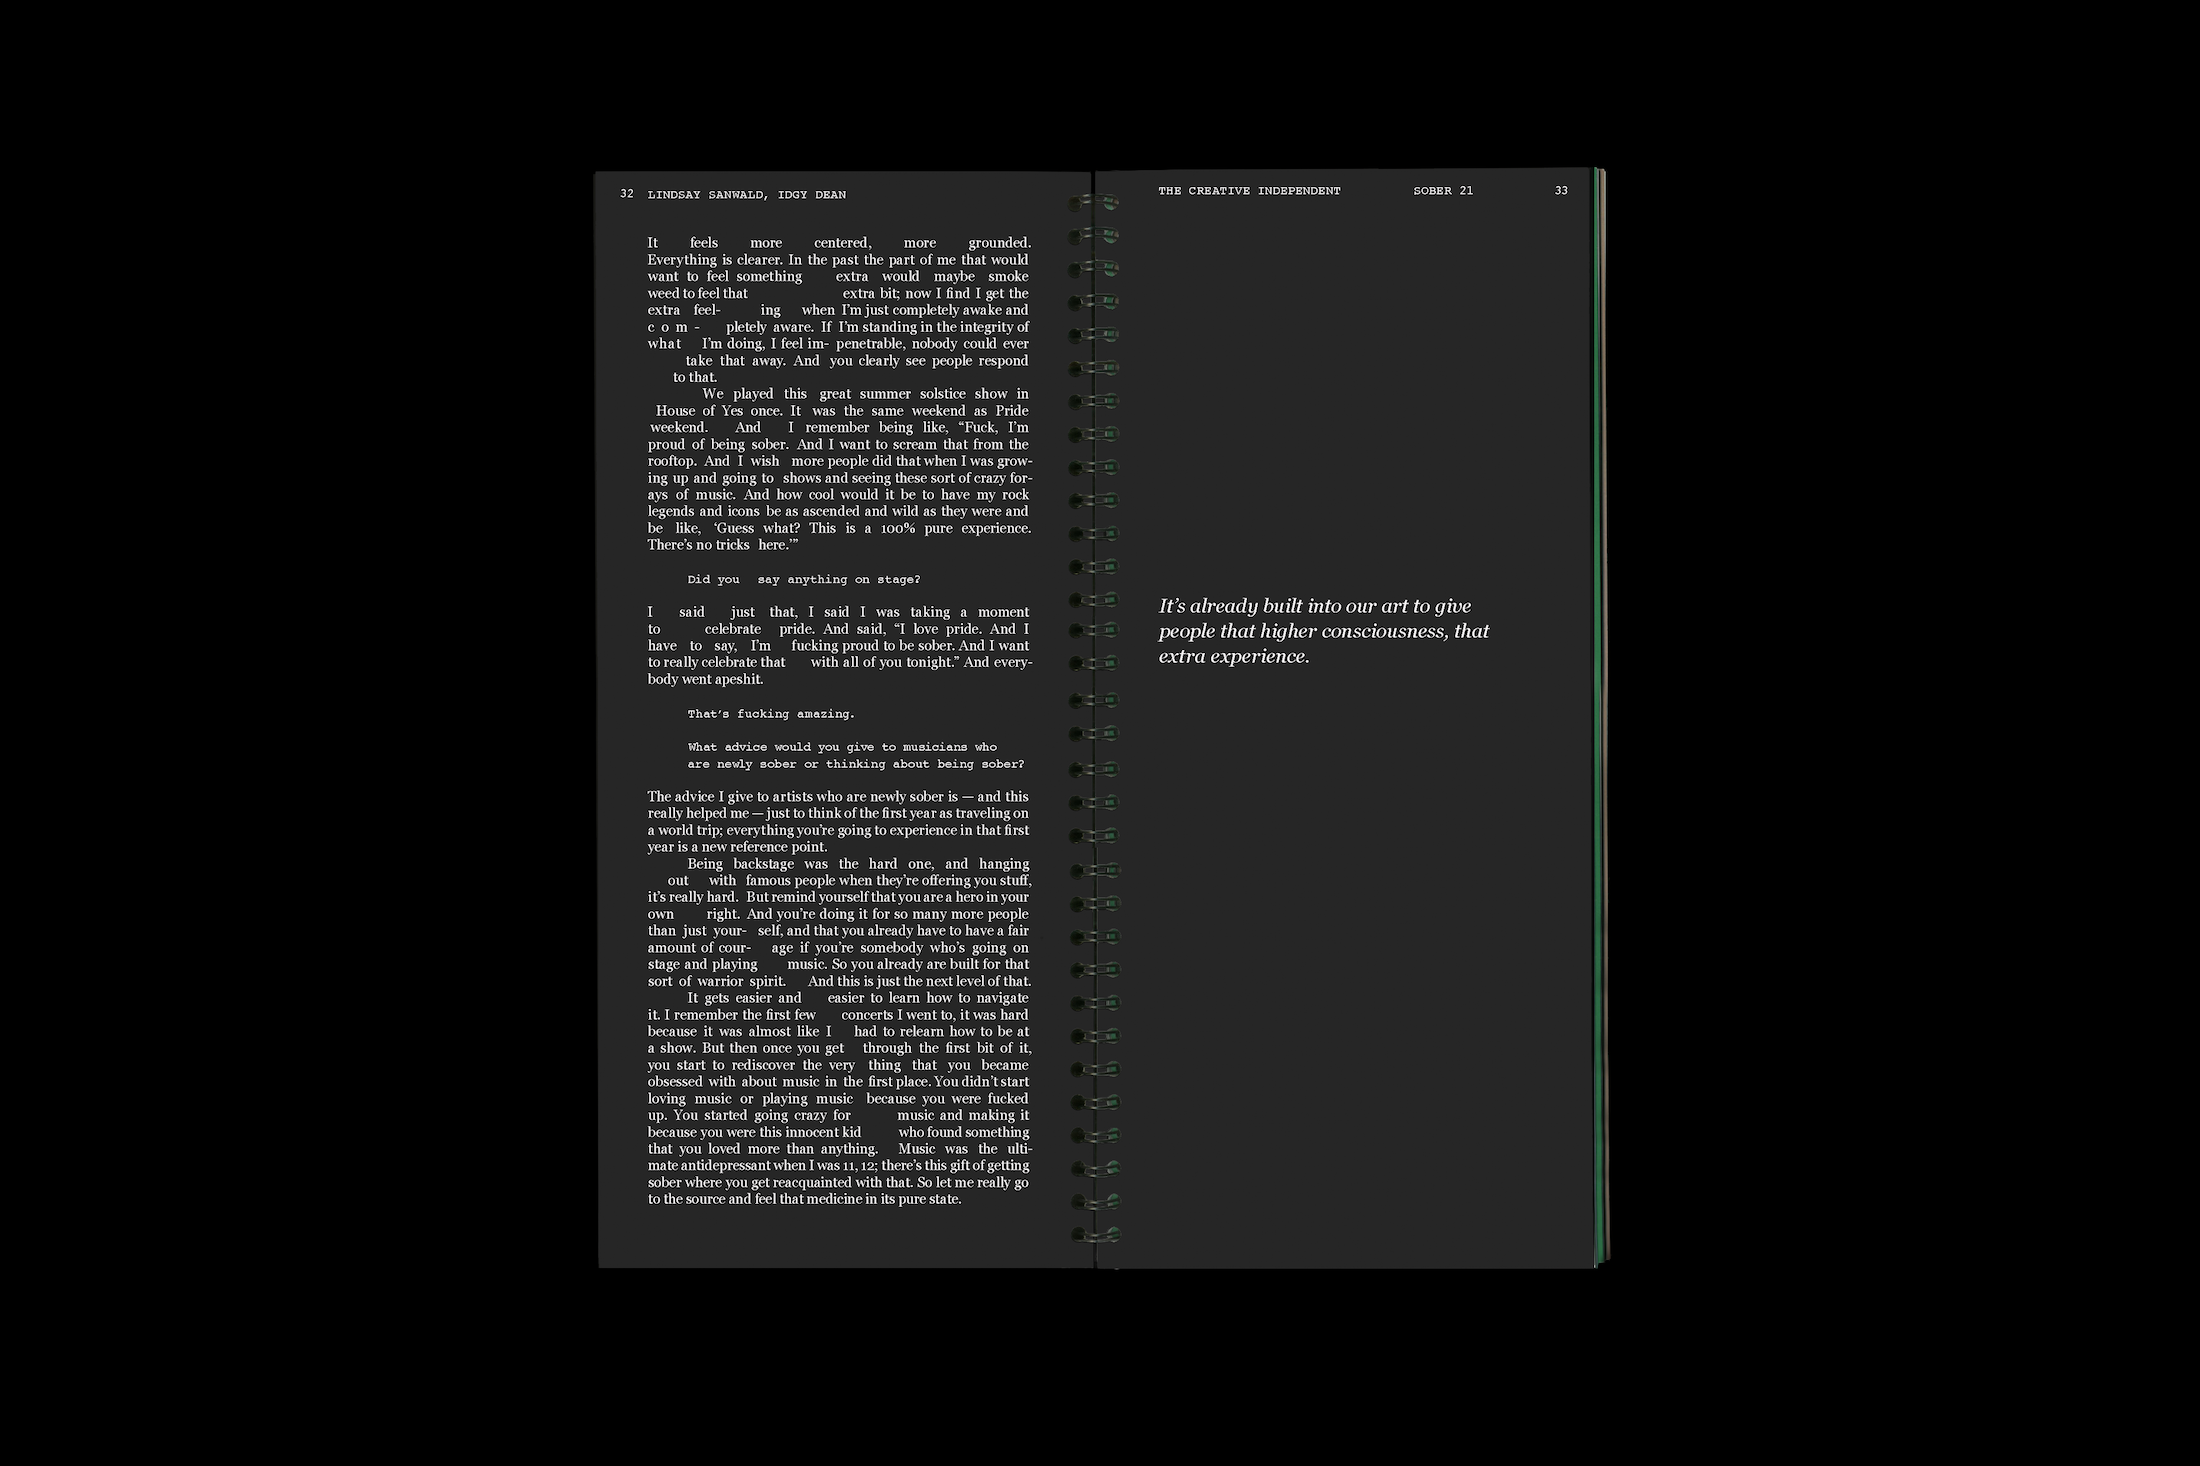 32 LINDSAY SANWALD, IDGY DEAN
It feels more centered, more grounded.
Everything is clearer. In the past the part of me that would
want to feel something extra would maybe smoke
weed to feel that extra bit; now I find I get the
extra feel- ing when I'm just completely awake and
com- pletely aware. If I'm standing in the integrity of
what I'm doing, I feel im- penetrable, nobody could ever
take that away. And you clearly see people respond
to that.
We played this great summer solstice show in
House of Yes once. It was the same weekend as Pride
weekend. And I remember being like, “Fuck, I'm
proud of being sober. And I want to scream that from the
rooftop. And I wish more people did that when I was grow-
ing up and going to shows and seeing these sort of crazy for-
ays of music. And how cool would it be to have my rock
legends and icons be as ascended and wild as they were and
be like, ‘Guess what? This is a 100% pure experience.
There's no tricks here.’”
Did you say anything on stage?
I said just that, I said I was taking a moment
to celebrate pride. And said, “I love pride. And I
have to say, I'm fucking proud to be sober. And I want
to really celebrate that with all of you tonight.” And every-
body went apeshit.
That's fucking amazing.
What advice would you give to musicians who
are newly sober or thinking about being sober?
The advice I give to artists who are newly sober is — and this
really helped me — just to think of the first year as traveling on
a world trip; everything you're going to experience in that first
year is a new reference point.
Being backstage was the hard one, and hanging
out with famous people when they're offering you stuff,
it's really hard. But remind yourself that you are a hero in your
own right. And you're doing it for so many more people
than just your- self, and that you already have to have a fair
amount of cour- age if you're somebody who's going on
stage and playing music. So you already are built for that
sort of warrior spirit. And this is just the next level of that.
It gets easier and easier to learn how to navigate
it. I remember the first few concerts I went to, it was hard
because it was almost like I had to relearn how to be at
a show. But then once you get through the first bit of it,
you start to rediscover the very thing that you became
obsessed with about music in the first place. You didn't start
loving music or playing music because you were fucked
up. You started going crazy for music and making it
because you were this innocent kid who found something
that you loved more than anything. Music was the ulti-
mate antidepressant when I was 11, 12; there's this gift of getting
sober where you get reacquainted with that. So let me really go
to the source and feel that medicine in its pure state.
THE CREATIVE INDEPENDENT SOBER 21 33
It's already built into our art to give
people that higher consciousness, that
extra experience.